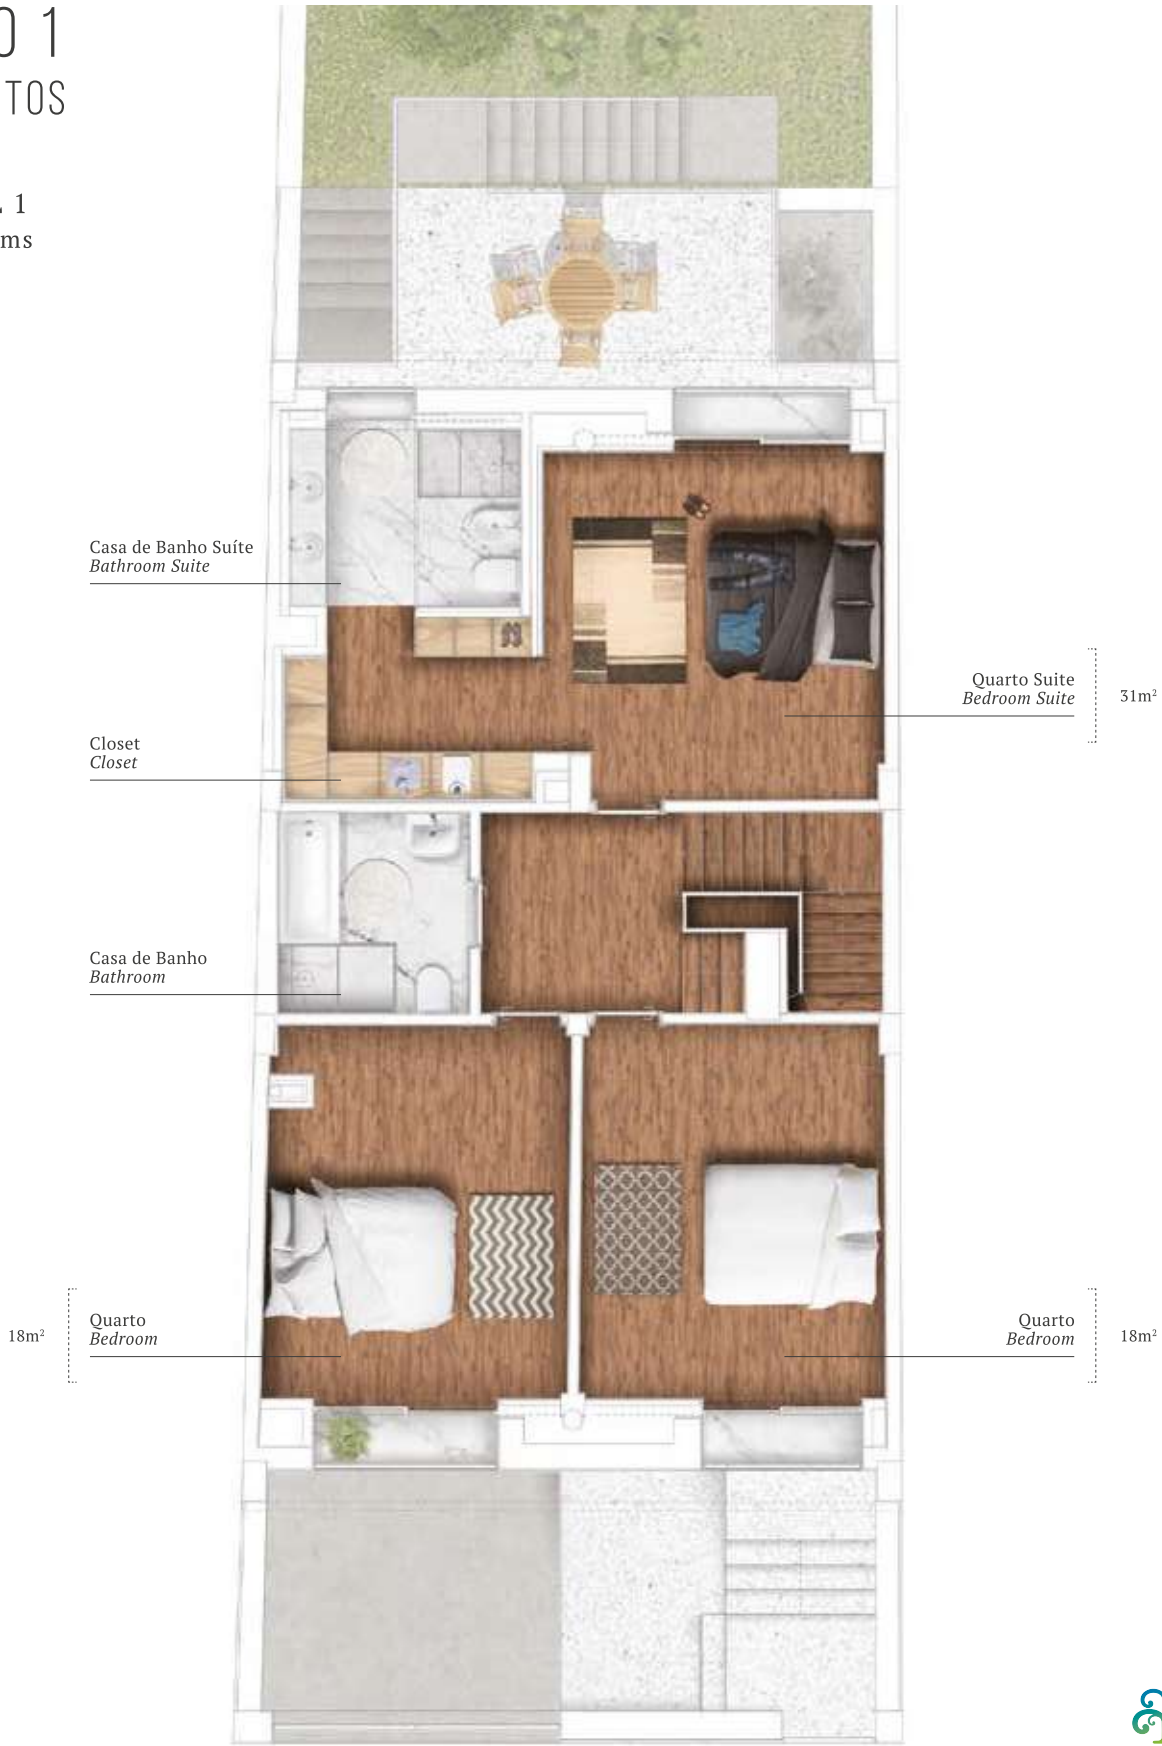 O 1
TOS
1
ms
Casa de Banho Suíte
Bathroom Suite
Quarto Suite
Bedroom Suite
31m²
Closet
Closet
Casa de Banho
Bathroom
18m²
Quarto
Bedroom
Quarto
Bedroom
18m²